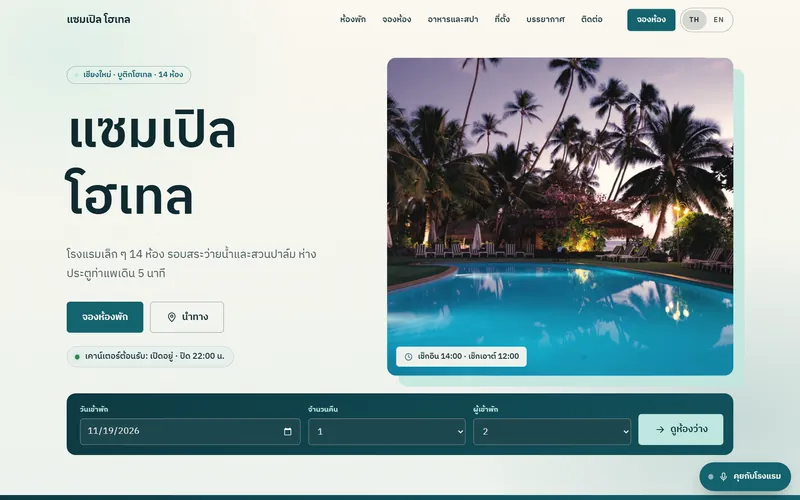 แซมเปิล โฮเทล
ห้องพัก จองห้อง อาหารและสปา ที่ตั้ง บรรยากาศ ติดต่อ จองห้อง TH EN
เชียงใหม่ · บูติกโฮเทล · 14 ห้อง
แซมเปิล
โฮเทล
โรงแรมเล็ก ๆ 14 ห้อง รอบสระว่ายน้ำและสวนปาล์ม ห่าง
ประตูท่าแพเดิน 5 นาที
จองห้องพัก นำทาง
เคาน์เตอร์ต้อนรับ: เปิดอยู่ · ปิด 22:00 น.
เช็กอิน 14:00 · เช็กเอาต์ 12:00
วันเข้าพัก จำนวนคืน ผู้เข้าพัก
11/19/2026 1 2 ดูห้องว่าง
คุยกับโรงแรม